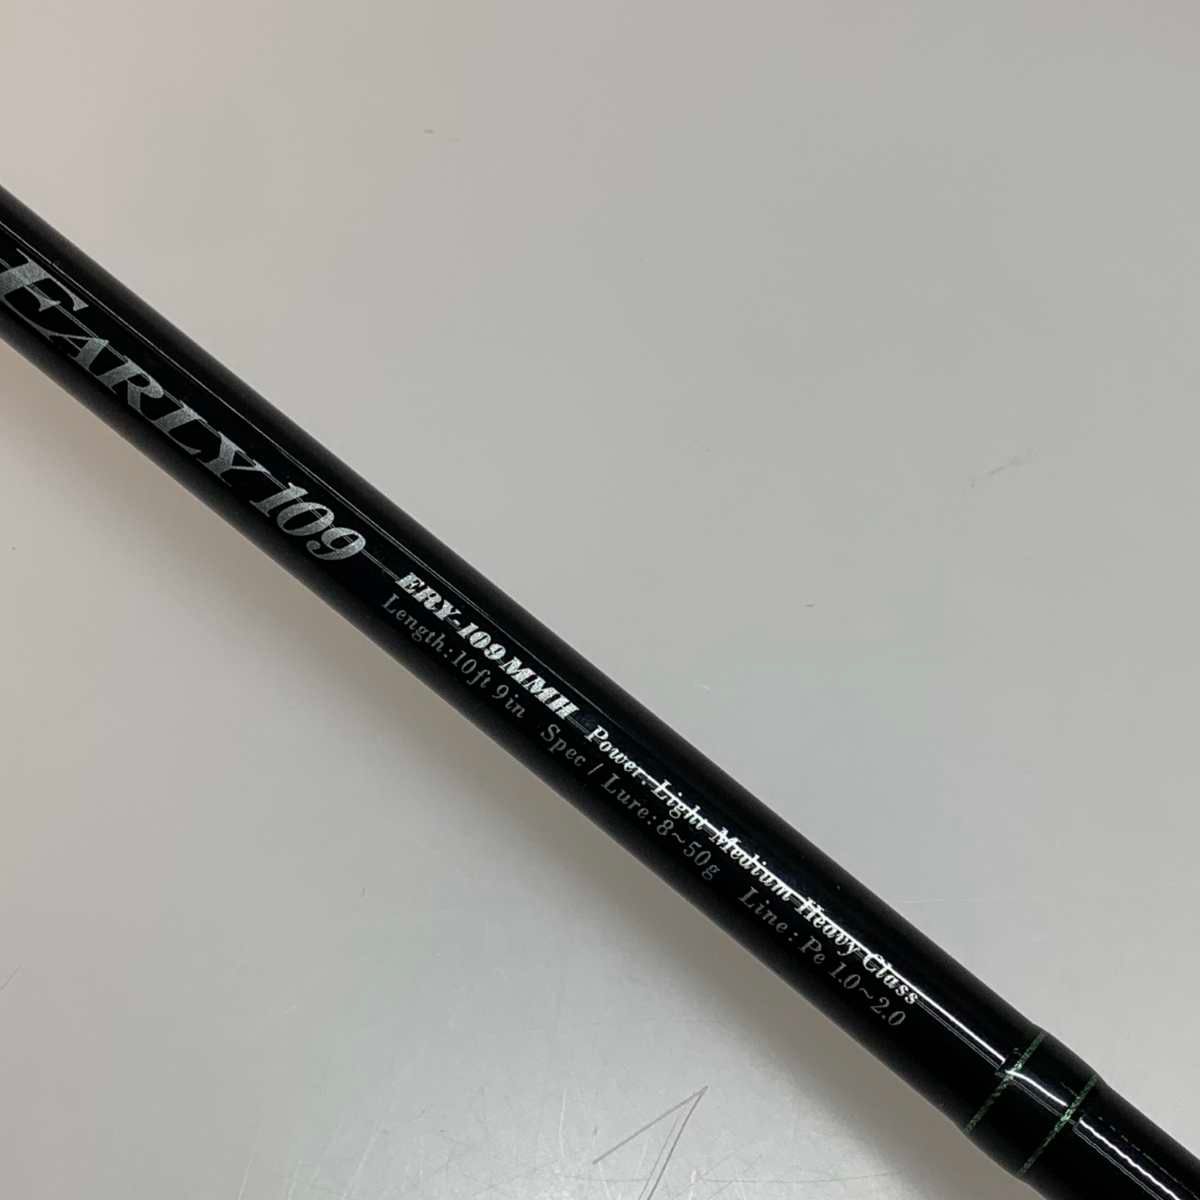 EARLY 109
ERY-109MMH Power. Light Medium Heavy Class
Length:10ft 9in Spec / Lure:8~50g Line: Pe 1.0~2.0